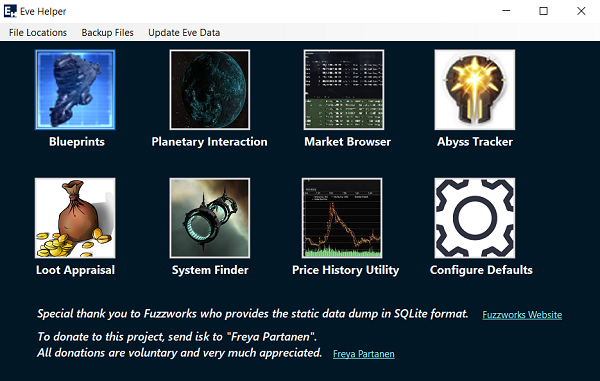 Eve Helper
File Locations Backup Files Update Eve Data
Blueprints Planetary Interaction Market Browser Abyss Tracker
Loot Appraisal System Finder Price History Utility Configure Defaults
Special thank you to Fuzzworks who provides the static data dump in SQLite format. Fuzzworks Website
To donate to this project, send isk to "Freya Partanen".
All donations are voluntary and very much appreciated. Freya Partanen